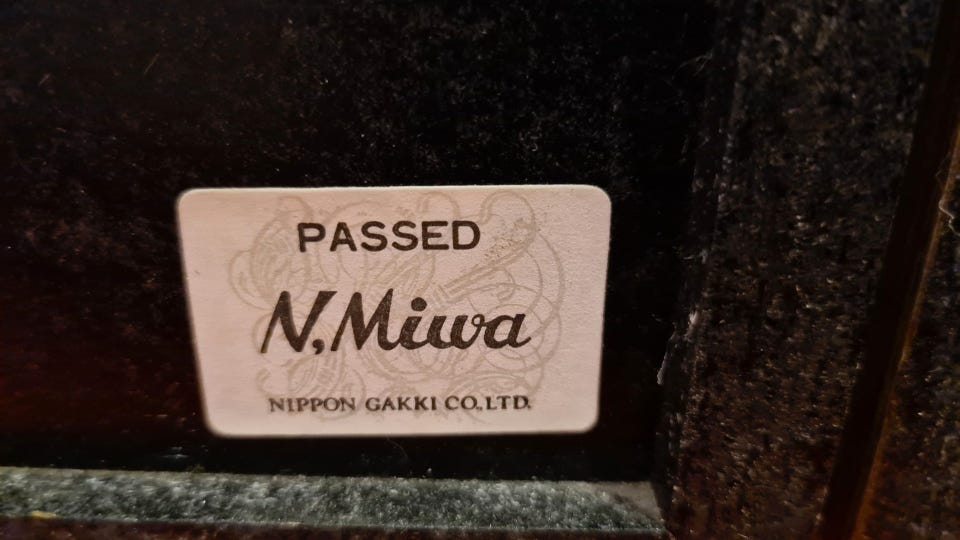 PASSED
N,Miwa
NIPPON GAKKI CO.,LTD.